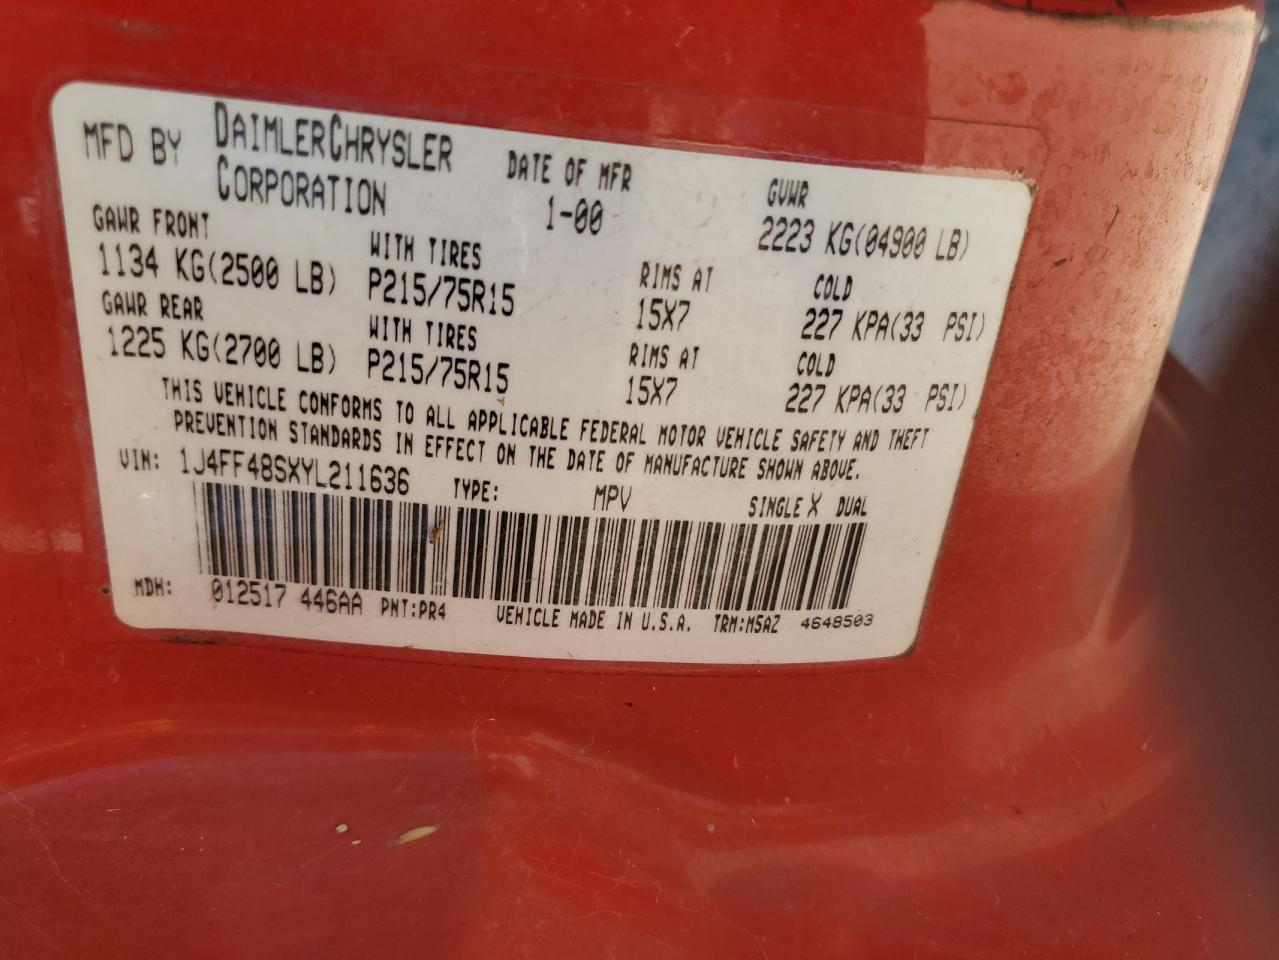 MFD BY DAIMLERCHRYSLER CORPORATION DATE OF MFR 1-00 GVWR 2223 KG(04900 LB)
GAWR FRONT WITH TIRES RIMS AT COLD
1134 KG(2500 LB) P215/75R15 15X7 227 KPA(33 PSI)
GAWR REAR WITH TIRES RIMS AT COLD
1225 KG(2700 LB) P215/75R15 15X7 227 KPA(33 PSI)
THIS VEHICLE CONFORMS TO ALL APPLICABLE FEDERAL MOTOR VEHICLE SAFETY AND THEFT
PREVENTION STANDARDS IN EFFECT ON THE DATE OF MANUFACTURE SHOWN ABOVE.
VIN: 1J4FF48SXYL211636 TYPE: MPV SINGLE X DUAL
MDH: 012517 446AA PNT:PR4 VEHICLE MADE IN U.S.A. TRM:M5AZ 4648503